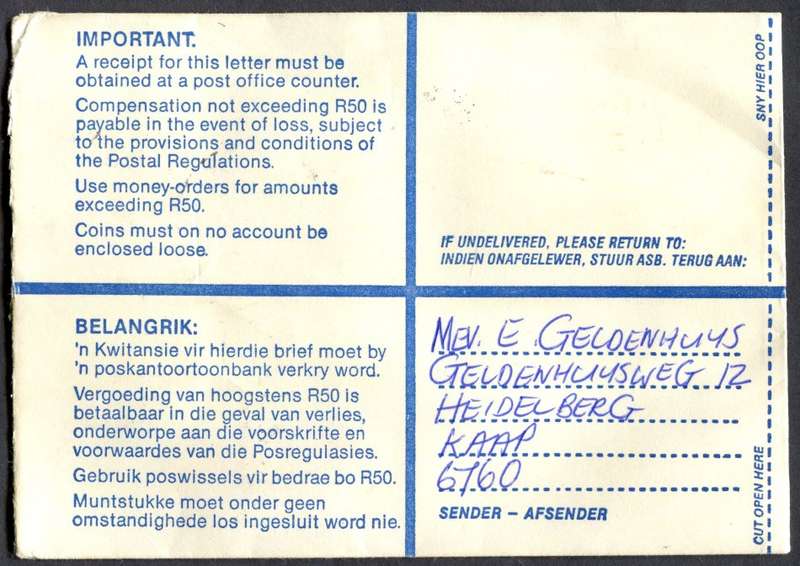 IMPORTANT:
A receipt for this letter must be
obtained at a post office counter.
Compensation not exceeding R50 is
payable in the event of loss, subject
to the provisions and conditions of
the Postal Regulations.
Use money-orders for amounts
exceeding R50.
Coins must on no account be
enclosed loose.
IF UNDELIVERED, PLEASE RETURN TO:
INDIEN ONAFGELEWER, STUUR ASB. TERUG AAN:
SNY HIER OOP
BELANGRIK:
'n Kwitansie vir hierdie brief moet by
'n poskantoortoonbank verkry word.
Vergoeding van hoogstens R50 is
betaalbaar in die geval van verlies,
onderworpe aan die voorskrifte en
voorwaardes van die Posregulasies.
Gebruik poswissels vir bedrae bo R50.
Muntstukke moet onder geen
omstandighede los ingesluit word nie.
MEV. E. GELDENHUYS
GELDENHUYSWEG 12
HEIDELBERG
KAAP
6760
SENDER – AFSENDER
CUT OPEN HERE